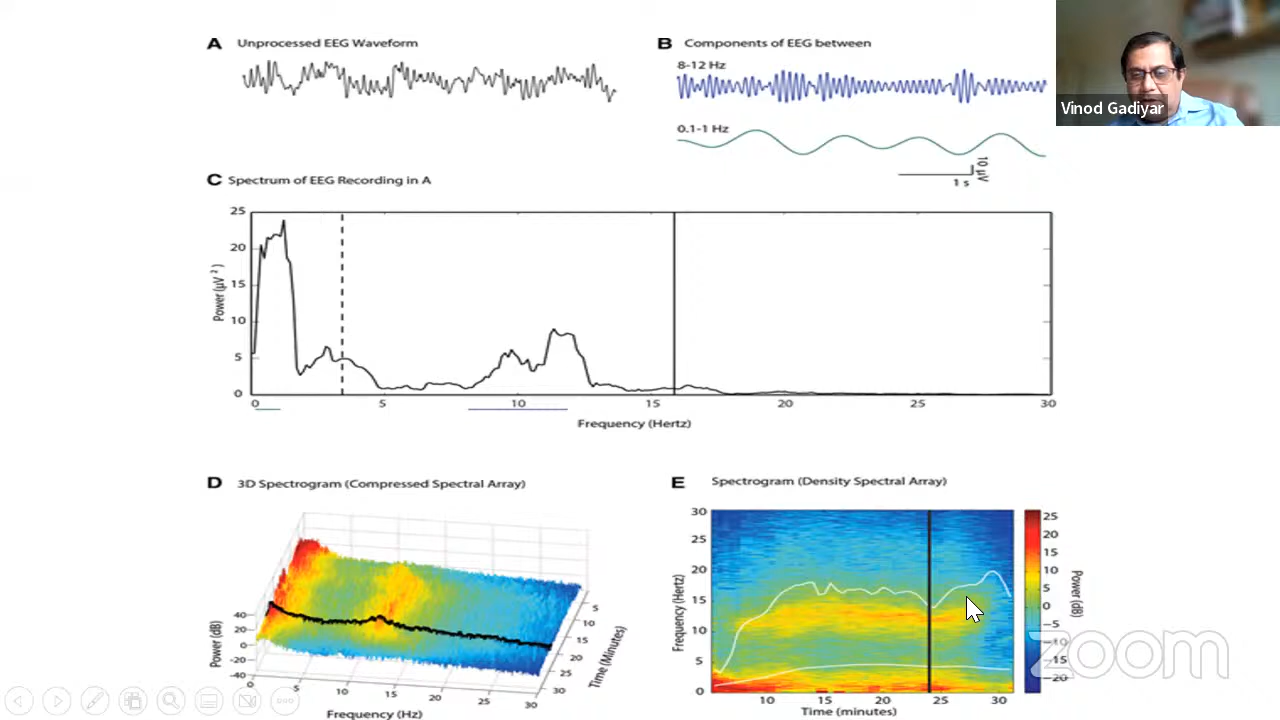 A Unprocessed EEG Waveform
B Components of EEG between
8-12 Hz
0.1-1 Hz
10 µV
1 s
Vinod Gadiyar
C Spectrum of EEG Recording in A
Power (µV²)
25
20
15
10
5
0
0 5 10 15 20 25 30
Frequency (Hertz)
D 3D Spectrogram (Compressed Spectral Array)
Power (dB)
40
20
0
-20
-40
0 5 10 15 20 25 30
Frequency (Hz)
5
10
15
20
25
30
Time (Minutes)
E Spectrogram (Density Spectral Array)
Frequency (Hertz)
30
25
20
15
10
5
0
10 15 20 25 30
Time (minutes)
25
20
15
10
5
0
-5
-10
-15
-20
Power (dB)
zoom